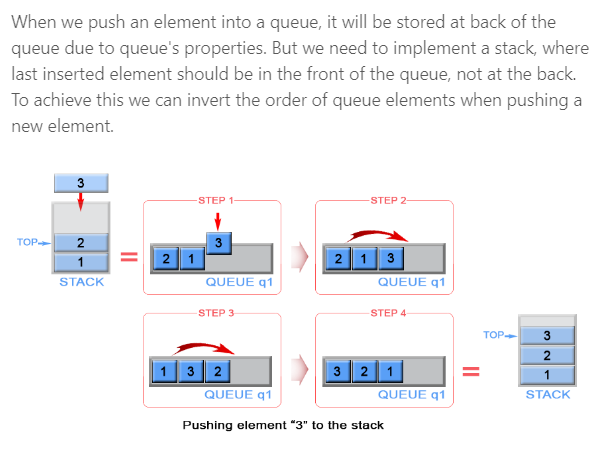 When we push an element into a queue, it will be stored at back of the
queue due to queue's properties. But we need to implement a stack, where
last inserted element should be in the front of the queue, not at the back.
To achieve this we can invert the order of queue elements when pushing a
new element.
3
TOP
2
1
STACK
STEP 1
3
2 1
QUEUE q1
STEP 2
2 1 3
QUEUE q1
STEP 3
1 3 2
QUEUE q1
STEP 4
3 2 1
QUEUE q1
TOP
3
2
1
STACK
Pushing element "3" to the stack